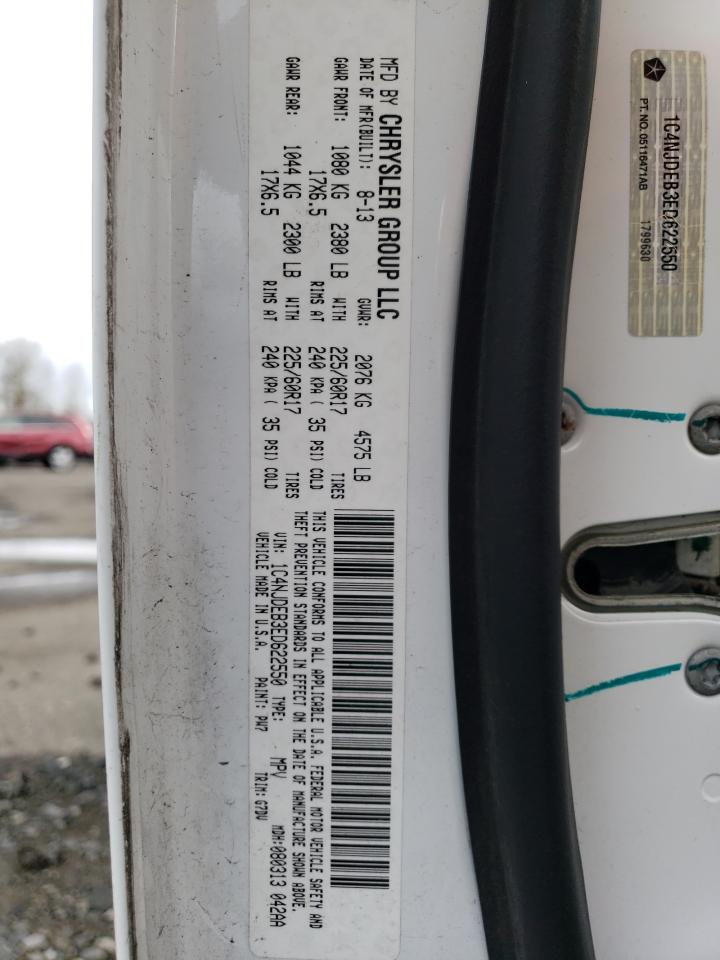 MFD BY CHRYSLER GROUP LLC
DATE OF MFR(BUILT): 8-13 GVWR: 2076 KG 4575 LB
GAWR FRONT: 1080 KG 2380 LB WITH 225/60R17 TIRES
17X6.5 RIMS AT 240 KPA ( 35 PSI) COLD
GAWR REAR: 1044 KG 2300 LB WITH 225/60R17 TIRES
17X6.5 RIMS AT 240 KPA ( 35 PSI) COLD
THIS VEHICLE CONFORMS TO ALL APPLICABLE U.S.A. FEDERAL MOTOR VEHICLE SAFETY AND
THEFT PREVENTION STANDARDS IN EFFECT ON THE DATE OF MANUFACTURE SHOWN ABOVE.
VIN: 1C4NJDEB3ED622550 TYPE: MPV MDH:080313 042AA
VEHICLE MADE IN U.S.A. PAINT: PW7 TRIM: G7DV
1C4NJDEB3ED622550
PT. NO. 05116471AB 1799630